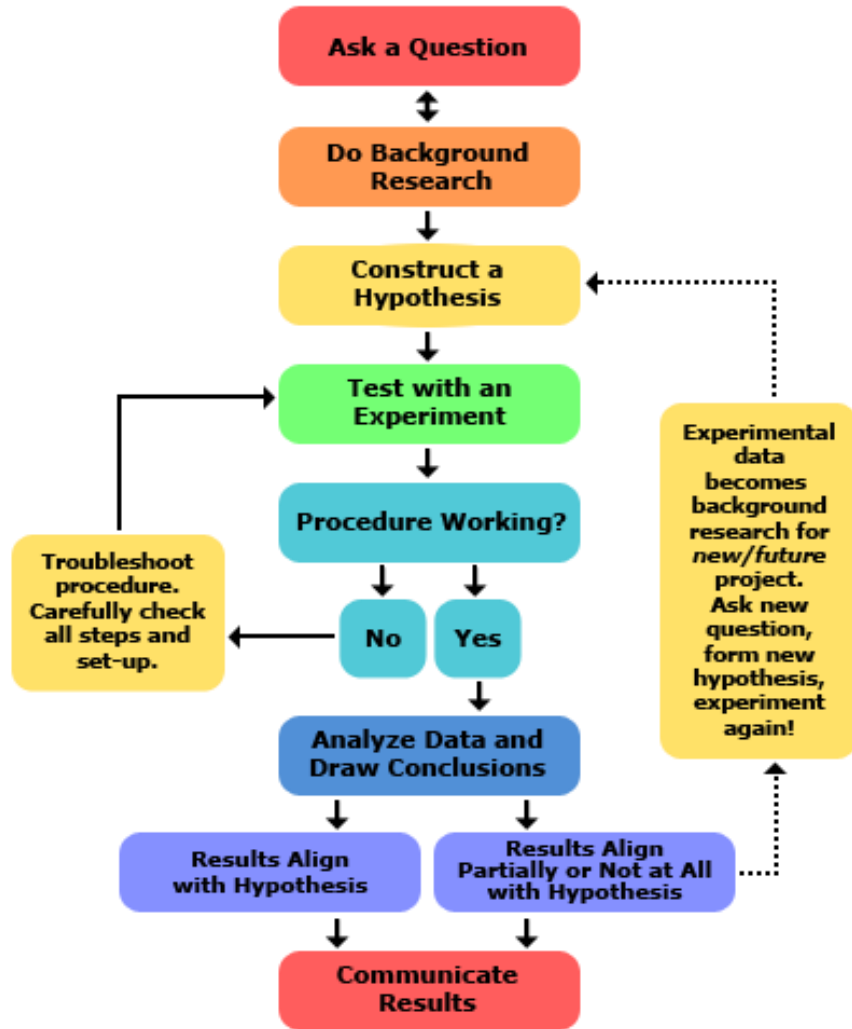 Ask a Question
Do Background
Research
Construct a
Hypothesis
Test with an
Experiment
Procedure Working?
No
Yes
Troubleshoot
procedure.
Carefully check
all steps and
set-up.
Experimental
data
becomes
background
research for
new/future
project.
Ask new
question,
form new
hypothesis,
experiment
again!
Analyze Data and
Draw Conclusions
Results Align
with Hypothesis
Results Align
Partially or Not at All
with Hypothesis
Communicate
Results